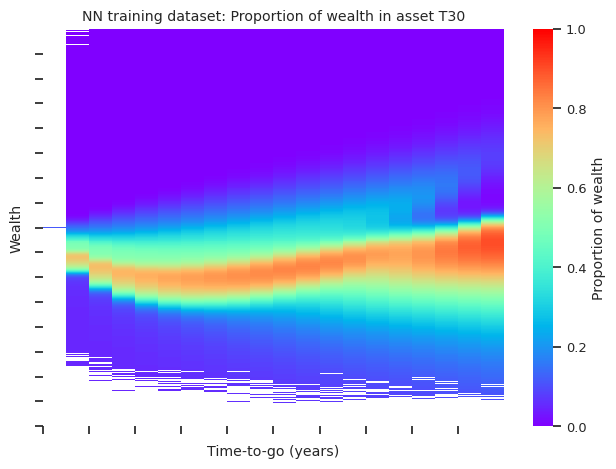 NN training dataset: Proportion of wealth in asset T30
Wealth
Time-to-go (years)
1.0
0.8
0.6
0.4
0.2
0.0
Proportion of wealth